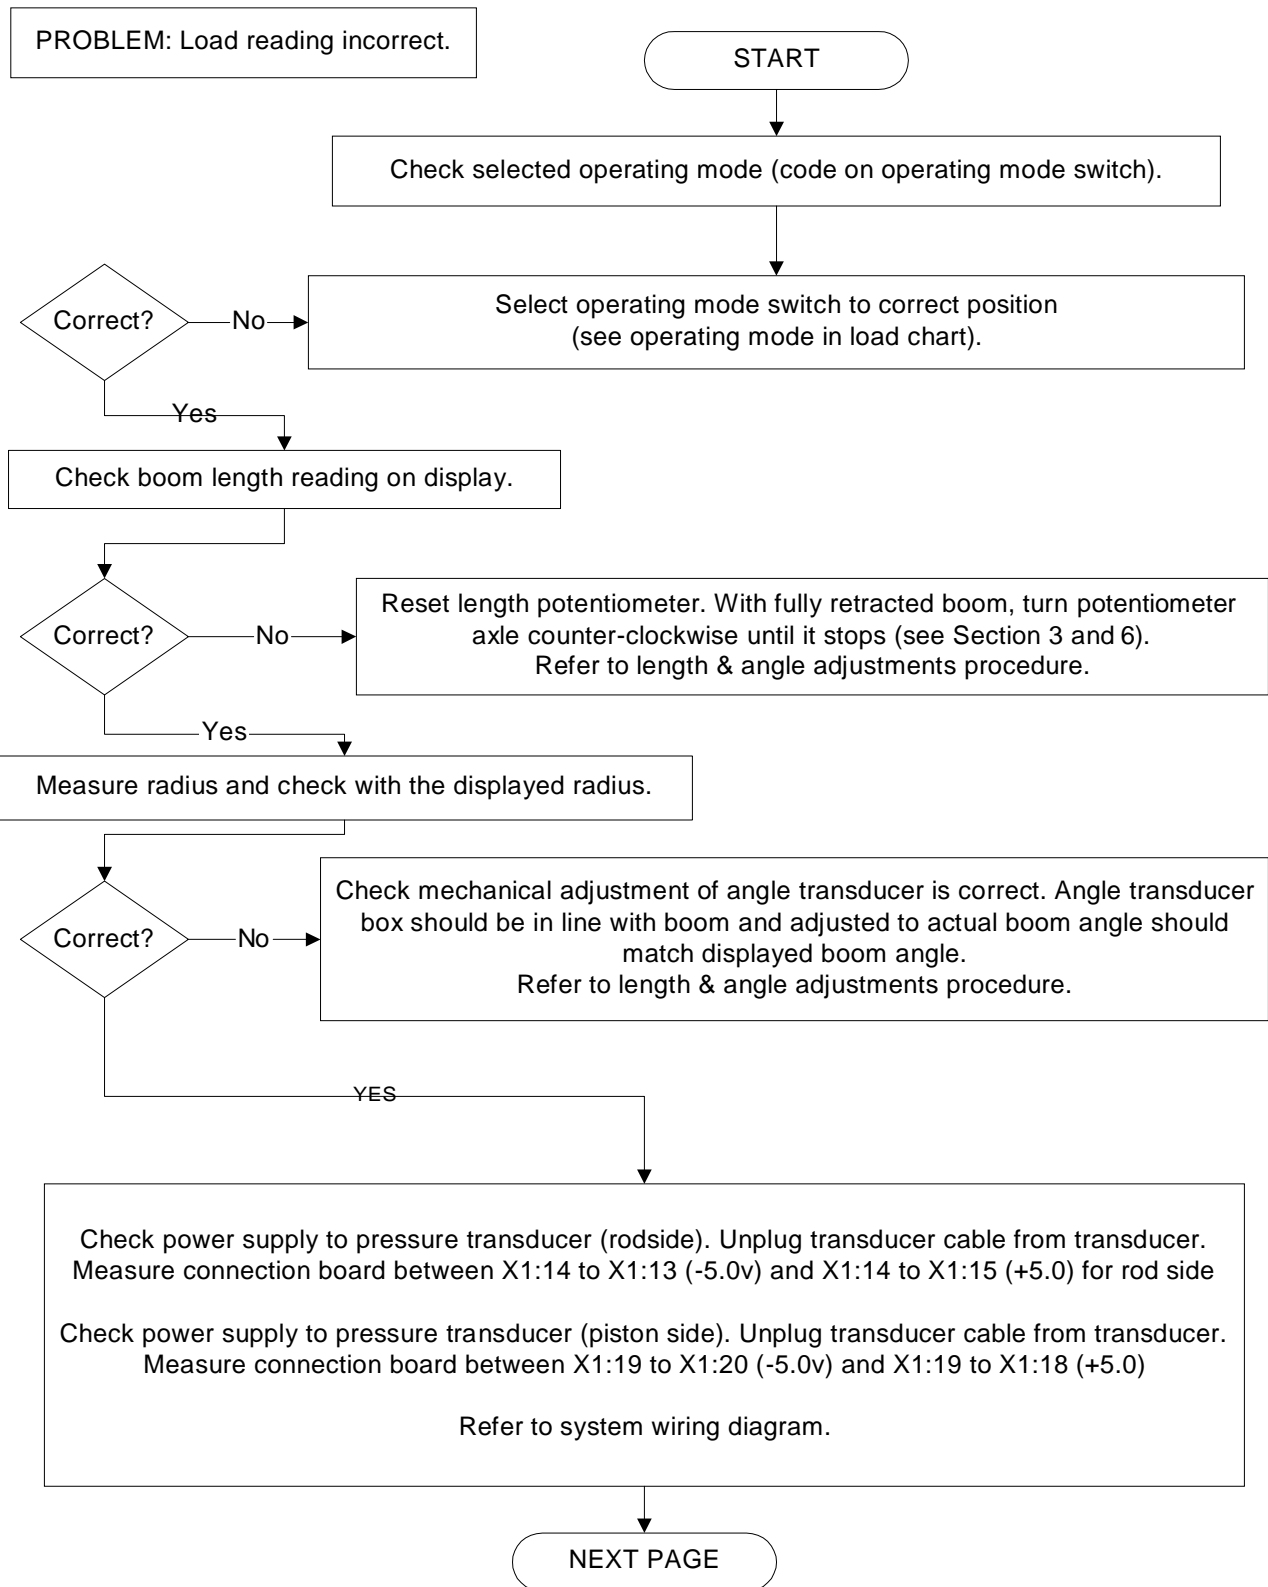 PROBLEM: Load reading incorrect.
START
Check selected operating mode (code on operating mode switch).
Correct?
No
Select operating mode switch to correct position
(see operating mode in load chart).
Yes
Check boom length reading on display.
Correct?
No
Reset length potentiometer. With fully retracted boom, turn potentiometer
axle counter-clockwise until it stops (see Section 3 and 6).
Refer to length & angle adjustments procedure.
Yes
Measure radius and check with the displayed radius.
Correct?
No
Check mechanical adjustment of angle transducer is correct. Angle transducer
box should be in line with boom and adjusted to actual boom angle should
match displayed boom angle.
Refer to length & angle adjustments procedure.
YES
Check power supply to pressure transducer (rodside). Unplug transducer cable from transducer.
Measure connection board between X1:14 to X1:13 (-5.0v) and X1:14 to X1:15 (+5.0) for rod side
Check power supply to pressure transducer (piston side). Unplug transducer cable from transducer.
Measure connection board between X1:19 to X1:20 (-5.0v) and X1:19 to X1:18 (+5.0)
Refer to system wiring diagram.
NEXT PAGE